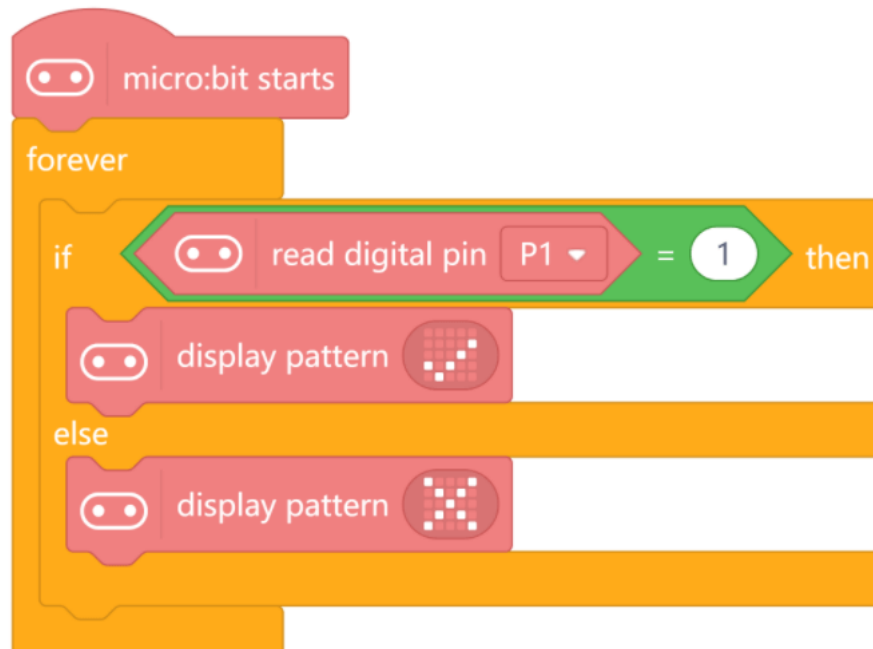 micro:bit starts
forever
if read digital pin P1 = 1 then
display pattern
else
display pattern